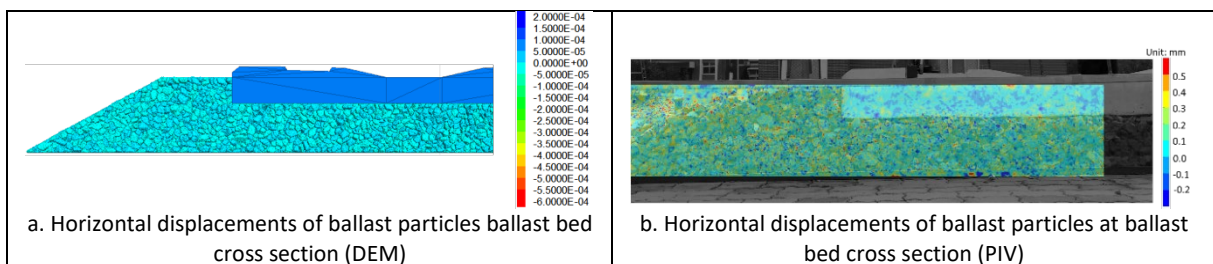 2.0000E-04
1.5000E-04
1.0000E-04
5.0000E-05
0.0000E+00
-5.0000E-05
-1.0000E-04
-1.5000E-04
-2.0000E-04
-2.5000E-04
-3.0000E-04
-3.5000E-04
-4.0000E-04
-4.5000E-04
-5.0000E-04
-5.5000E-04
-6.0000E-04
a. Horizontal displacements of ballast particles ballast bed
cross section (DEM)
Unit: mm
0.5
0.4
0.3
0.2
0.1
0.0
-0.1
-0.2
b. Horizontal displacements of ballast particles at ballast
bed cross section (PIV)